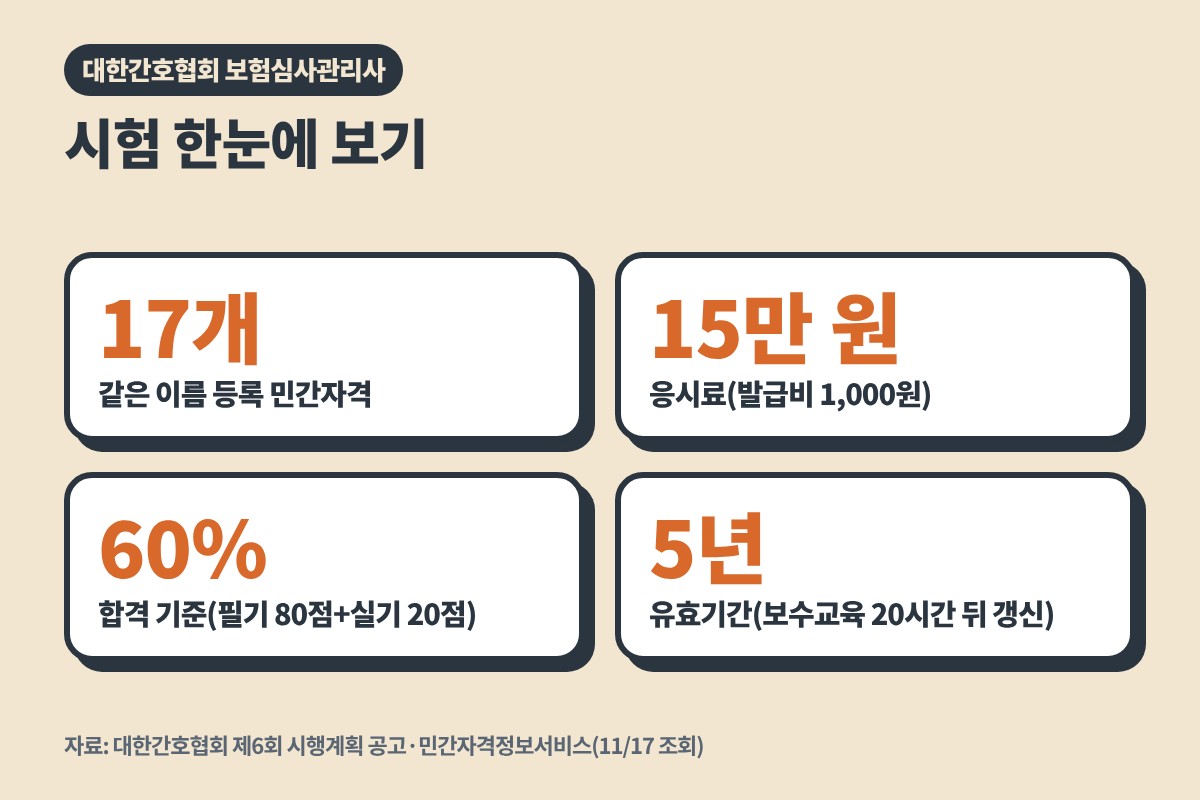 대한간호협회 보험심사관리사
시험 한눈에 보기
17개
같은 이름 등록 민간자격
15만 원
응시료(발급비 1,000원)
60%
합격 기준(필기 80점+실기 20점)
5년
유효기간(보수교육 20시간 뒤 갱신)
자료: 대한간호협회 제6회 시행계획 공고·민간자격정보서비스(11/17 조회)